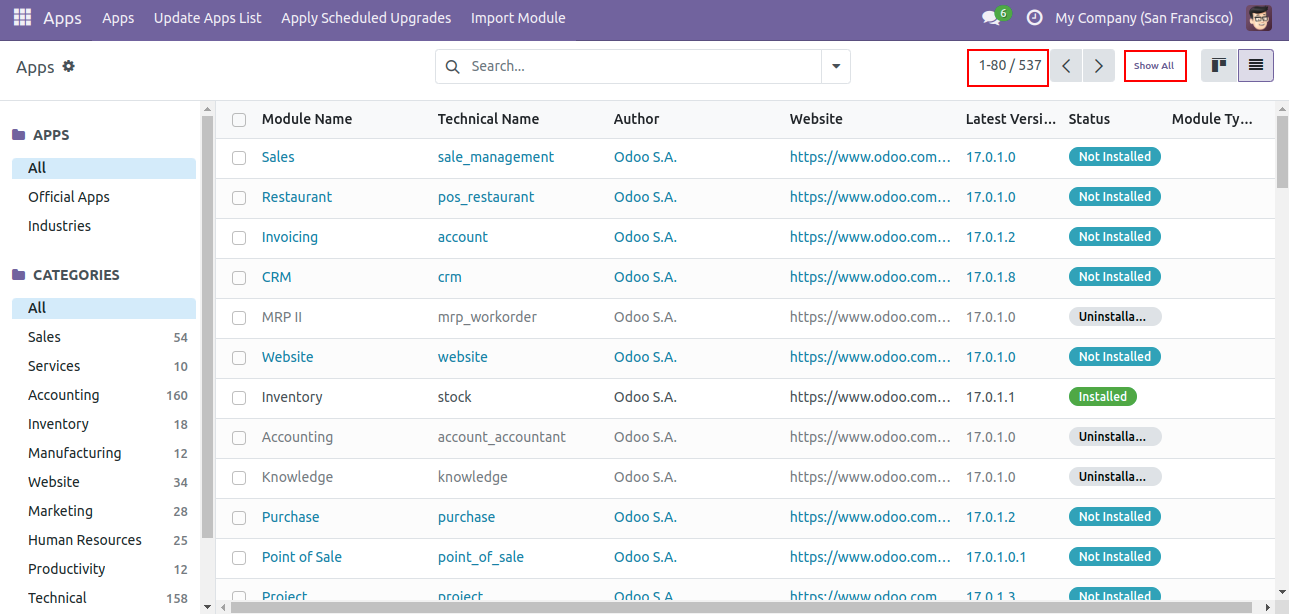 Apps Apps Update Apps List Apply Scheduled Upgrades Import Module 6 My Company (San Francisco)
Apps Search... 1-80 / 537 Show All
APPS
All
Official Apps
Industries
CATEGORIES
All
Sales 54
Services 10
Accounting 160
Inventory 18
Manufacturing 12
Website 34
Marketing 28
Human Resources 25
Productivity 12
Technical 158
Module Name Technical Name Author Website Latest Versi... Status Module Ty...
Sales sale_management Odoo S.A. https://www.odoo.com... 17.0.1.0 Not Installed
Restaurant pos_restaurant Odoo S.A. https://www.odoo.com... 17.0.1.0 Not Installed
Invoicing account Odoo S.A. https://www.odoo.com... 17.0.1.2 Not Installed
CRM crm Odoo S.A. https://www.odoo.com... 17.0.1.8 Not Installed
MRP II mrp_workorder Odoo S.A. https://www.odoo.com... 17.0.1.0 Uninstalla...
Website website Odoo S.A. https://www.odoo.com... 17.0.1.0 Not Installed
Inventory stock Odoo S.A. https://www.odoo.com... 17.0.1.1 Installed
Accounting account_accountant Odoo S.A. https://www.odoo.com... 17.0.1.0 Uninstalla...
Knowledge knowledge Odoo S.A. https://www.odoo.com... 17.0.1.0 Uninstalla...
Purchase purchase Odoo S.A. https://www.odoo.com... 17.0.1.2 Not Installed
Point of Sale point_of_sale Odoo S.A. https://www.odoo.com... 17.0.1.0.1 Not Installed
Project project Odoo S.A. https://www.odoo.com... 17.0.1.3 Not Installed